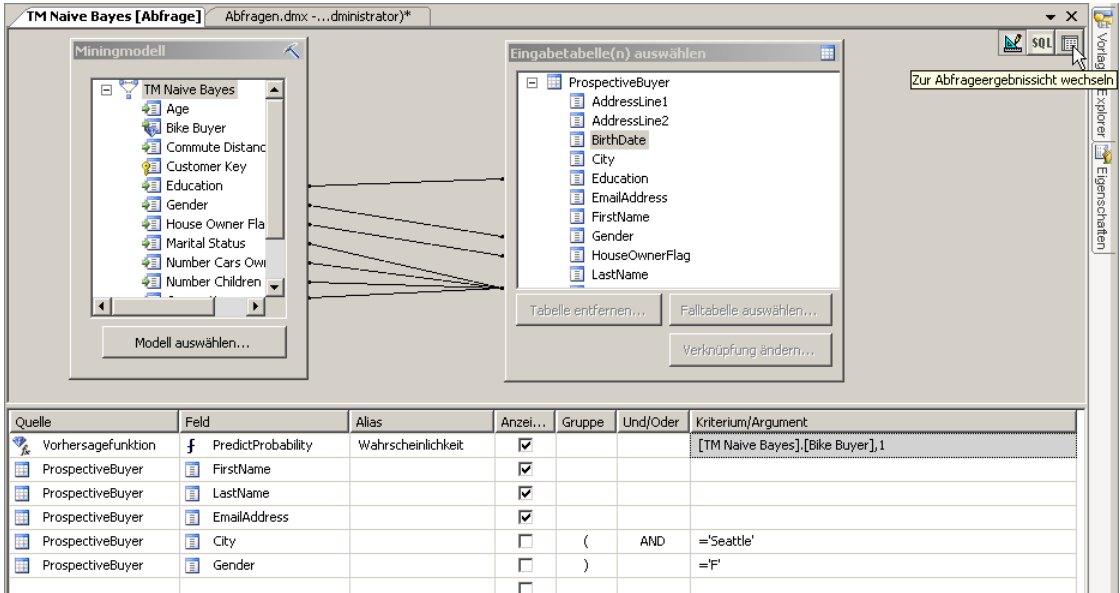 TM Naive Bayes [Abfrage] Abfragen.dmx -...dministrator)*
SQL
Zur Abfrageergebnissicht wechseln
Vorlag Explorer
Eigenschaften
Miningmodell
TM Naive Bayes
Age
Bike Buyer
Commute Distanc
Customer Key
Education
Gender
House Owner Fla
Marital Status
Number Cars Owi
Number Children
Modell auswählen...
Eingabetabelle(n) auswählen
ProspectiveBuyer
AddressLine1
AddressLine2
BirthDate
City
Education
EmailAddress
FirstName
Gender
HouseOwnerFlag
LastName
Tabelle entfernen... Falltabelle auswählen...
Verknüpfung ändern...
Quelle Feld Alias Anzei... Gruppe Und/Oder Kriterium/Argument
Vorhersagefunktion PredictProbability Wahrscheinlichkeit [TM Naive Bayes].[Bike Buyer],1
ProspectiveBuyer FirstName
ProspectiveBuyer LastName
ProspectiveBuyer EmailAddress
ProspectiveBuyer City ( AND ='Seattle'
ProspectiveBuyer Gender ) ='F'